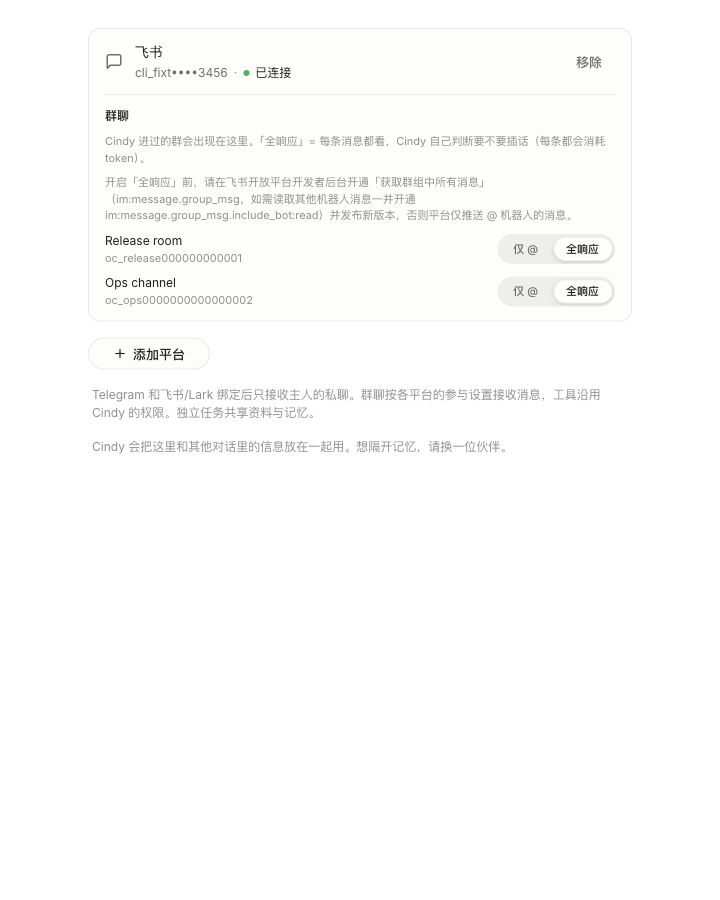 飞书
cli_fixt••••3456 · 已连接
移除
群聊
Cindy 进过的群会出现在这里。「全响应」= 每条消息都看，Cindy 自己判断要不要插话（每条都会消耗
token）。
开启「全响应」前，请在飞书开放平台开发者后台开通「获取群组中所有消息」
（im:message.group_msg，如需读取其他机器人消息一并开通
im:message.group_msg.include_bot:read）并发布新版本，否则平台仅推送 @ 机器人的消息。
Release room
仅 @ 全响应
oc_release000000000001
Ops channel
仅 @ 全响应
oc_ops0000000000000002
+ 添加平台
Telegram 和飞书/Lark 绑定后只接收主人的私聊。群聊按各平台的参与设置接收消息，工具沿用
Cindy 的权限。独立任务共享资料与记忆。
Cindy 会把这里和其他对话里的信息放在一起用。想隔开记忆，请换一位伙伴。